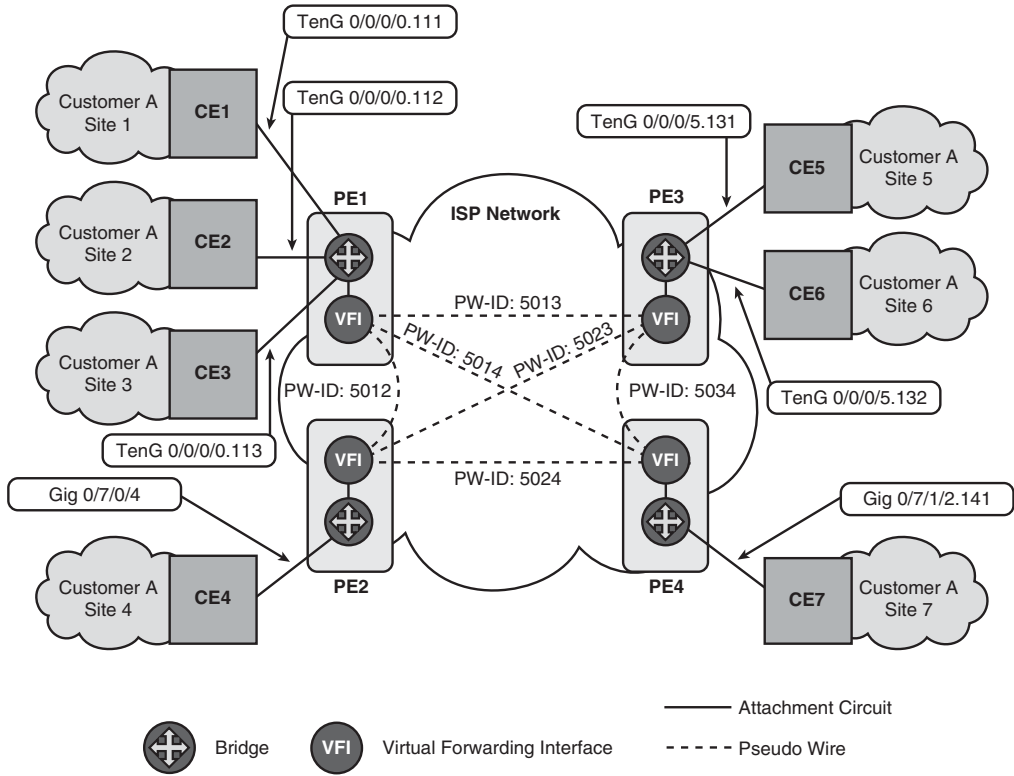 TenG 0/0/0/0.111
TenG 0/0/0/0.112
Customer A
Site 1
CE1
TenG 0/0/0/5.131
CE5
Customer A
Site 5
PE1
ISP Network
PE3
Customer A
Site 2
CE2
VFI
PW-ID: 5013
VFI
CE6
Customer A
Site 6
PW-ID: 5014
PW-ID: 5023
Customer A
Site 3
CE3
PW-ID: 5012
PW-ID: 5034
TenG 0/0/0/5.132
TenG 0/0/0/0.113
VFI
PW-ID: 5024
VFI
Gig 0/7/0/4
Gig 0/7/1/2.141
Customer A
Site 4
CE4
PE2
PE4
CE7
Customer A
Site 7
Attachment Circuit
Bridge
VFI
Virtual Forwarding Interface
Pseudo Wire